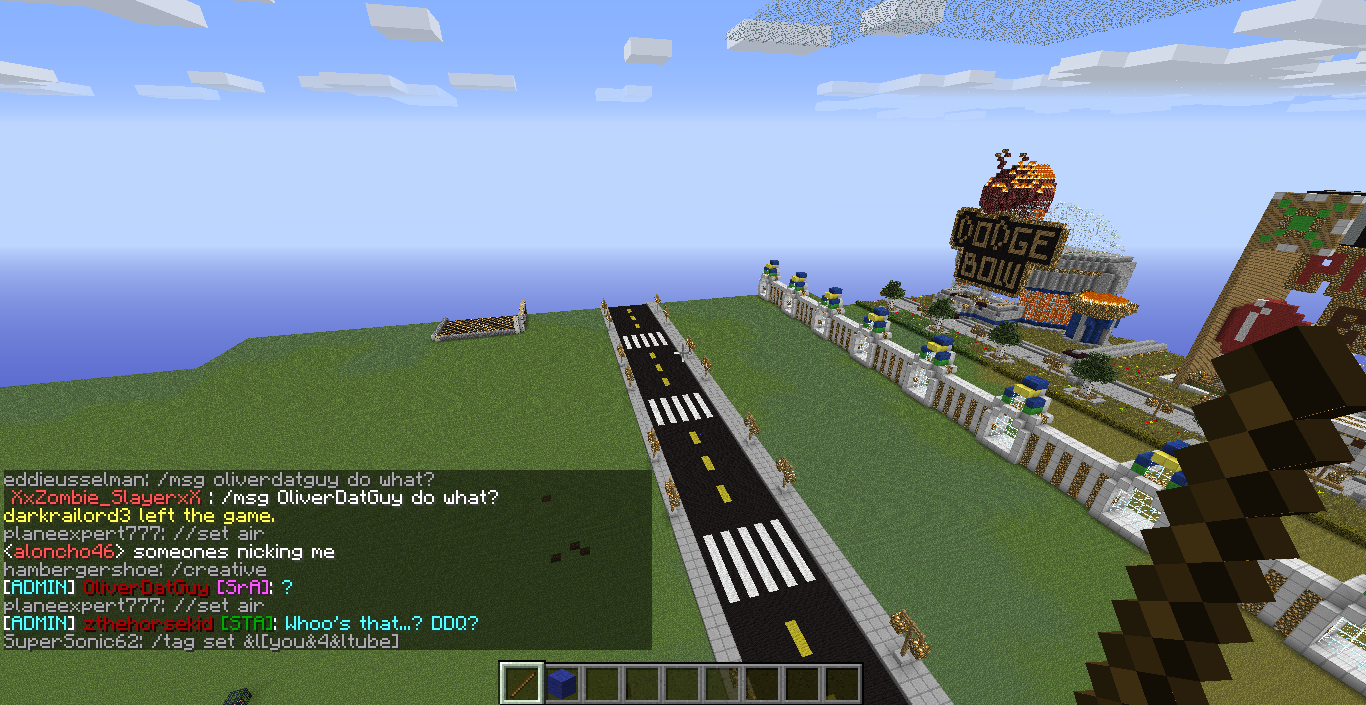 DODGE
BOW
eddieusselman: /msg oliverdatguy do what?
XxZombie_SlayerxX : /msg OliverDatGuy do what?
darkrailord3 left the game.
planeexpert777: //set air
<aloncho46> someones nicking me
hambergershoe: /creative
[ADMIN] OliverDatGuy [SrA]: ?
planeexpert777: //set air
[ADMIN] zthehorsekid [STA]: Whoo's that...? DDO?
SuperSonic62: /tag set &l[you&4&ltube]